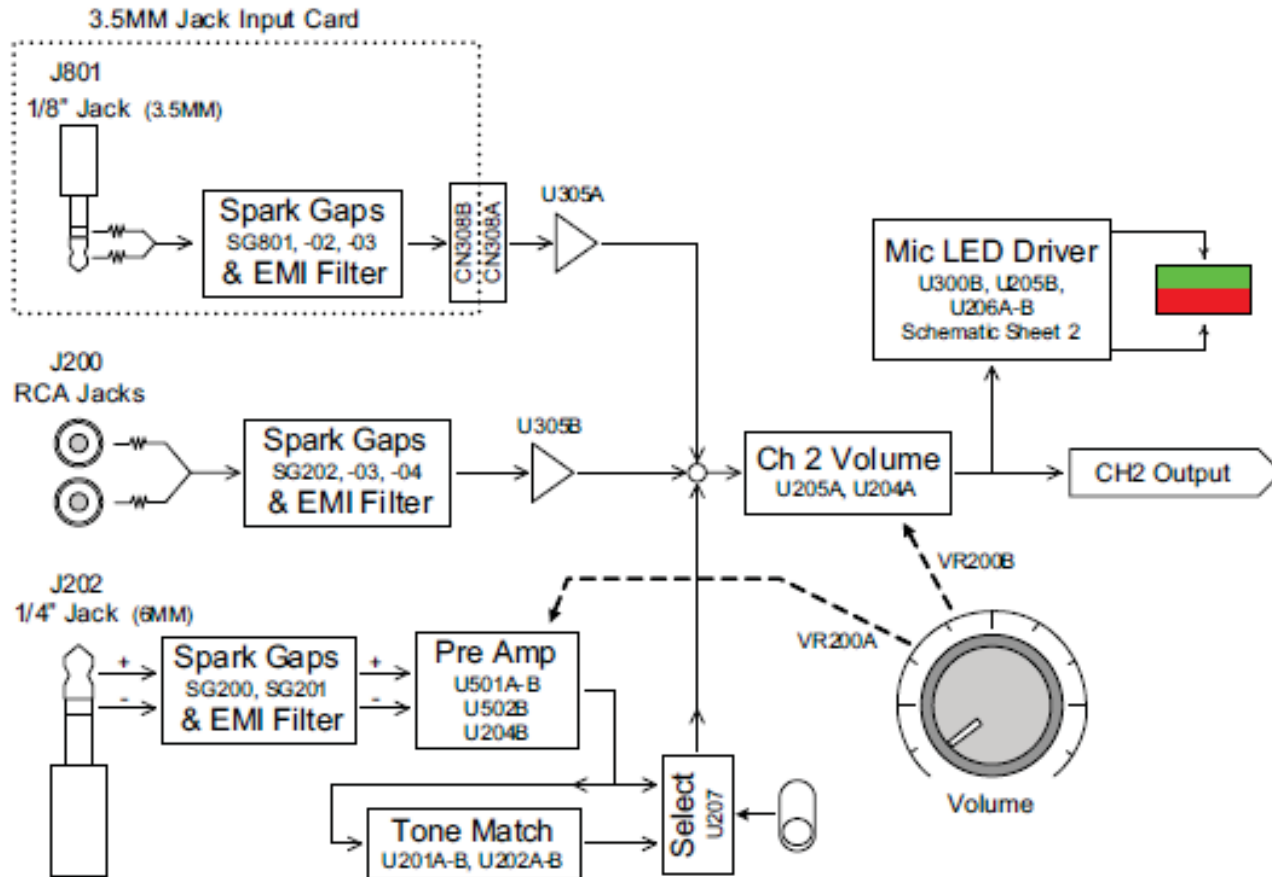 3.5MM Jack Input Card
J801
1/8" Jack (3.5MM)
Spark Gaps
SG801, -02, -03
& EMI Filter
CN308B
CN308A
U305A
Mic LED Driver
U300B, U205B,
U206A-B
Schematic Sheet 2
J200
RCA Jacks
Spark Gaps
SG202, -03, -04
& EMI Filter
U305B
Ch 2 Volume
U205A, U204A
CH2 Output
J202
1/4" Jack (6MM)
+
-
Spark Gaps
SG200, SG201
& EMI Filter
+
-
Pre Amp
U501A-B
U502B
U204B
VR200B
VR200A
Volume
Select
U207
Tone Match
U201A-B, U202A-B